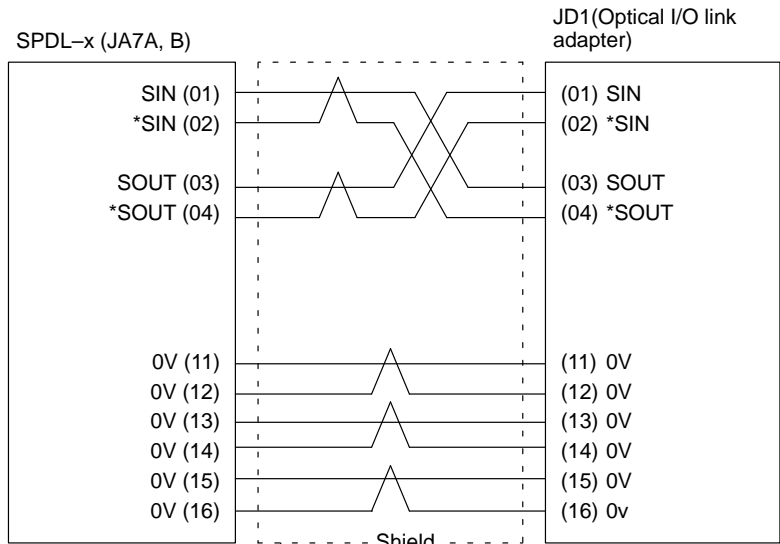 JD1(Optical I/O link
adapter)
SPDL–x (JA7A, B)
SIN (01)
(01) SIN
*SIN (02)
(02) *SIN
SOUT (03)
(03) SOUT
*SOUT (04)
(04) *SOUT
0V (11)
(11) 0V
0V (12)
(12) 0V
0V (13)
(13) 0V
0V (14)
(14) 0V
0V (15)
(15) 0V
0V (16)
(16) 0v
Shield